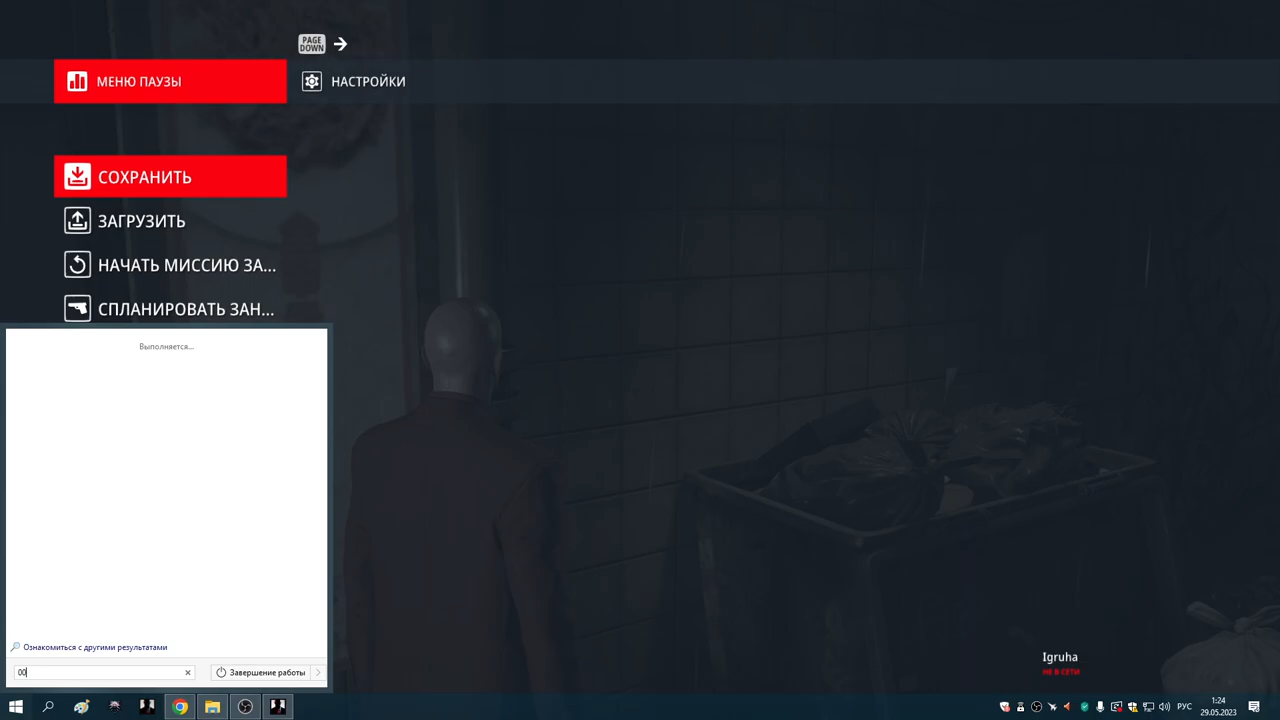 PAGE
DOWN
МЕНЮ ПАУЗЫ
НАСТРОЙКИ
СОХРАНИТЬ
ЗАГРУЗИТЬ
НАЧАТЬ МИССИЮ ЗА...
СПЛАНИРОВАТЬ ЗАН...
Выполняется...
Ознакомиться с другими результатами
00
Завершение работы
Igruha
НЕ В СЕТИ
РУС
1:24
29.05.2023